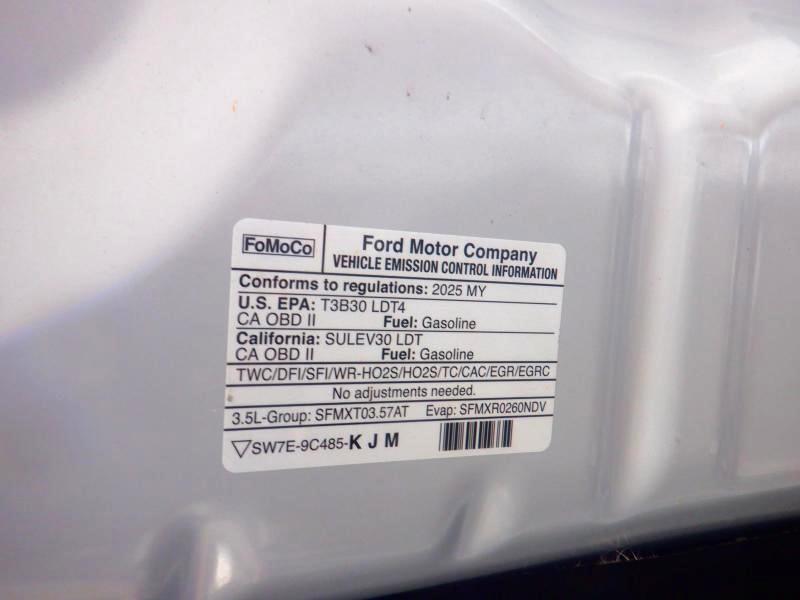 FoMoCo
Ford Motor Company
VEHICLE EMISSION CONTROL INFORMATION
Conforms to regulations: 2025 MY
U.S. EPA: T3B30 LDT4
CA OBD II Fuel: Gasoline
California: SULEV30 LDT
CA OBD II Fuel: Gasoline
TWC/DFI/SFI/WR-HO2S/HO2S/TC/CAC/EGR/EGRC
No adjustments needed.
3.5L-Group: SFMXT03.57AT Evap: SFMXR0260NDV
SW7E-9C485-K J M